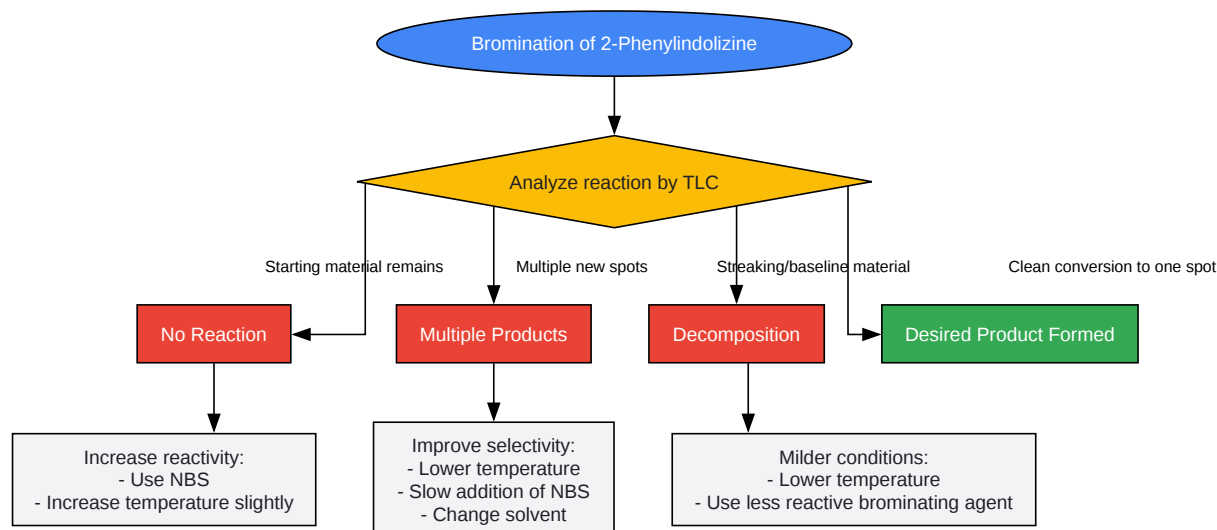 Bromination of 2-Phenylindolizine
Analyze reaction by TLC
Starting material remains
Multiple new spots
Streaking/baseline material
Clean conversion to one spot
No Reaction
Multiple Products
Decomposition
Desired Product Formed
Increase reactivity:
- Use NBS
- Increase temperature slightly
Improve selectivity:
- Lower temperature
- Slow addition of NBS
- Change solvent
Milder conditions:
- Lower temperature
- Use less reactive brominating agent